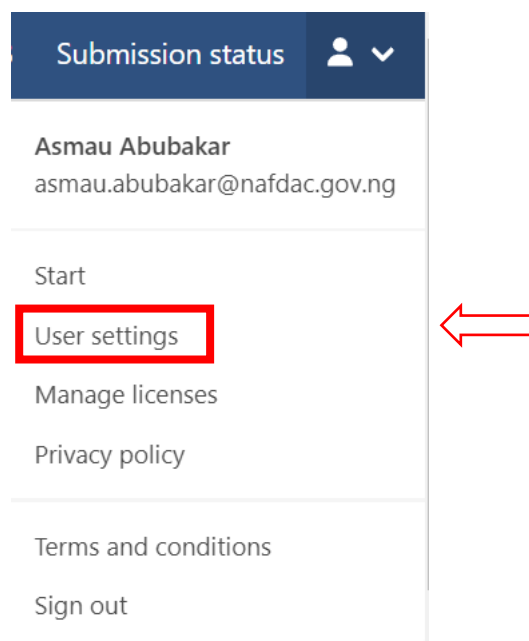 Submission status
Asmau Abubakar
asmau.abubakar@nafdac.gov.ng
Start
User settings
Manage licenses
Privacy policy
Terms and conditions
Sign out